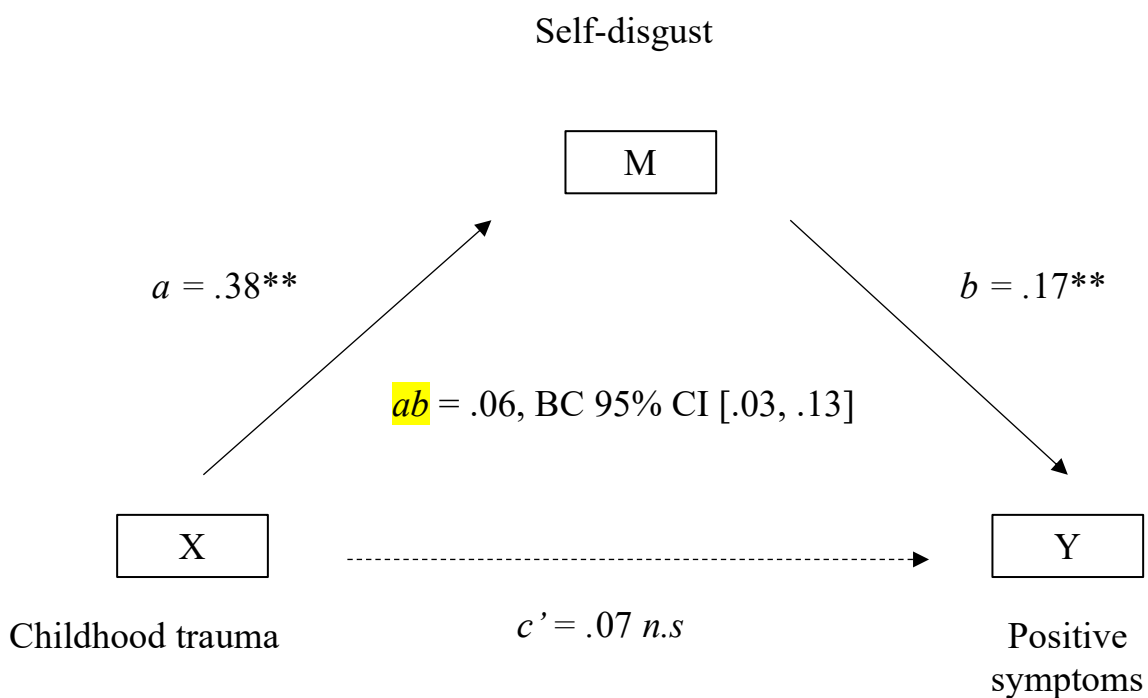 Self-disgust
M
a = .38**
b = .17**
ab = .06, BC 95% CI [.03, .13]
X
Y
Childhood trauma
c’ = .07 n.s
Positive
symptoms